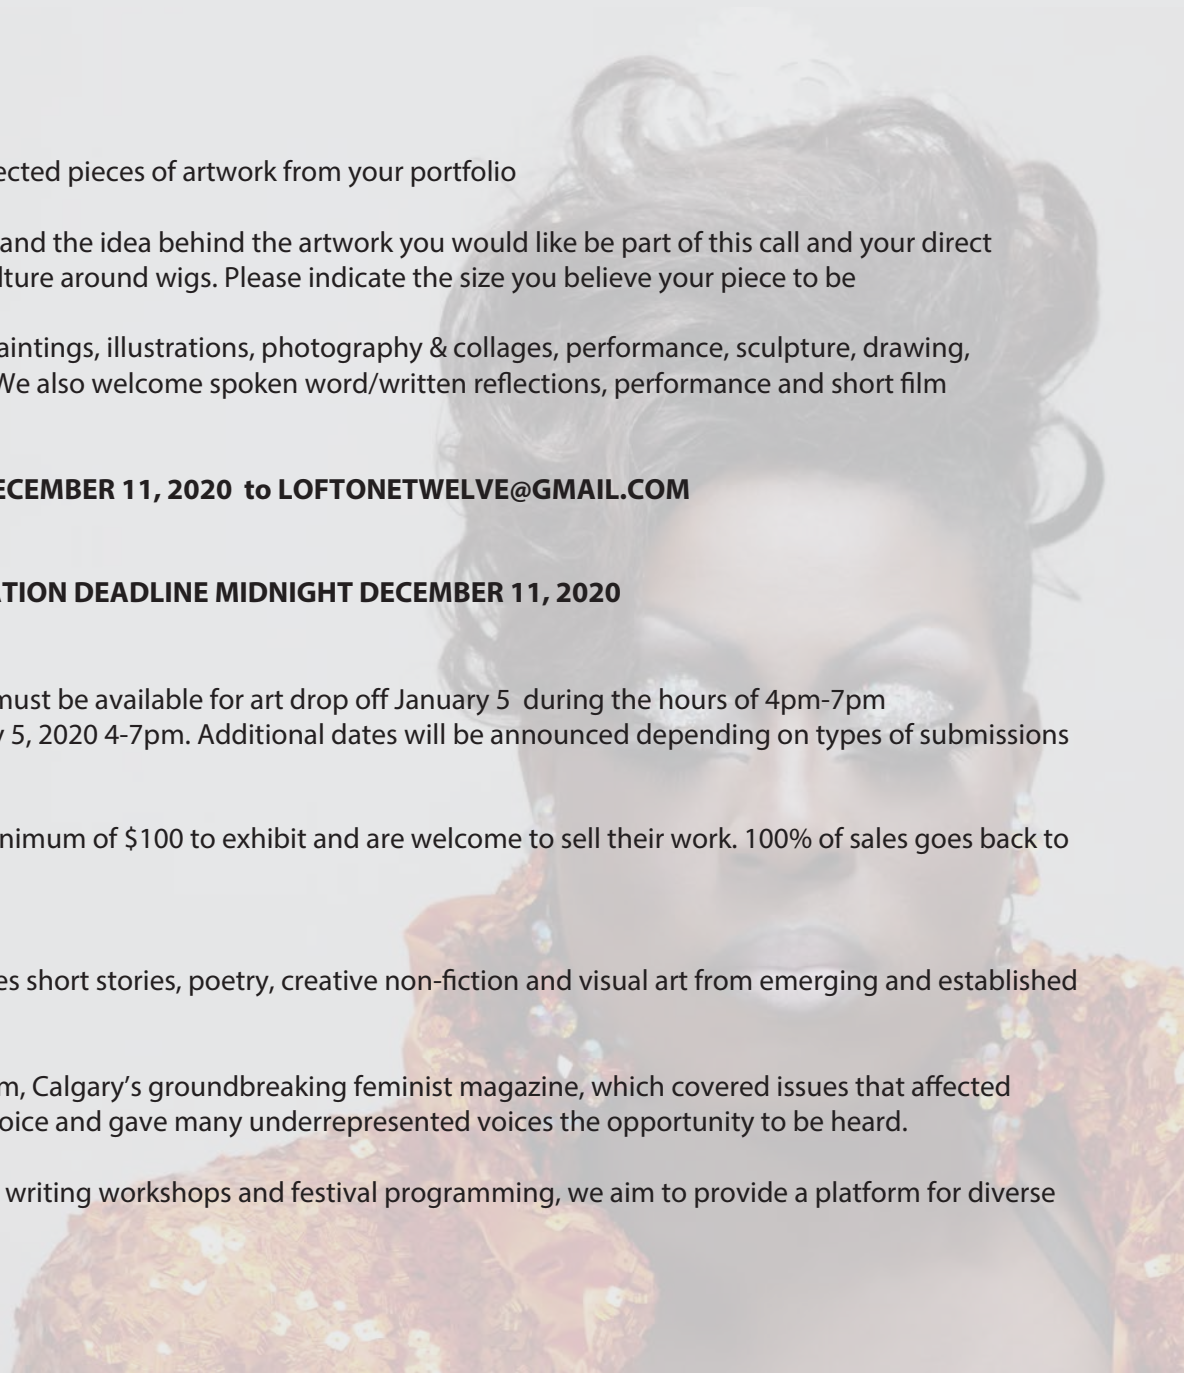 ected pieces of artwork from your portfolio
and the idea behind the artwork you would like be part of this call and your direct
lture around wigs. Please indicate the size you believe your piece to be
aintings, illustrations, photography & collages, performance, sculpture, drawing,
We also welcome spoken word/written reflections, performance and short film
ECEMBER 11, 2020  to LOFTONETWELVE@GMAIL.COM
ATION DEADLINE MIDNIGHT DECEMBER 11, 2020
must be available for art drop off January 5  during the hours of 4pm-7pm
y 5, 2020 4-7pm. Additional dates will be announced depending on types of submissions
nimum of $100 to exhibit and are welcome to sell their work. 100% of sales goes back to
es short stories, poetry, creative non-fiction and visual art from emerging and established
m, Calgary’s groundbreaking feminist magazine, which covered issues that affected
oice and gave many underrepresented voices the opportunity to be heard.
writing workshops and festival programming, we aim to provide a platform for diverse